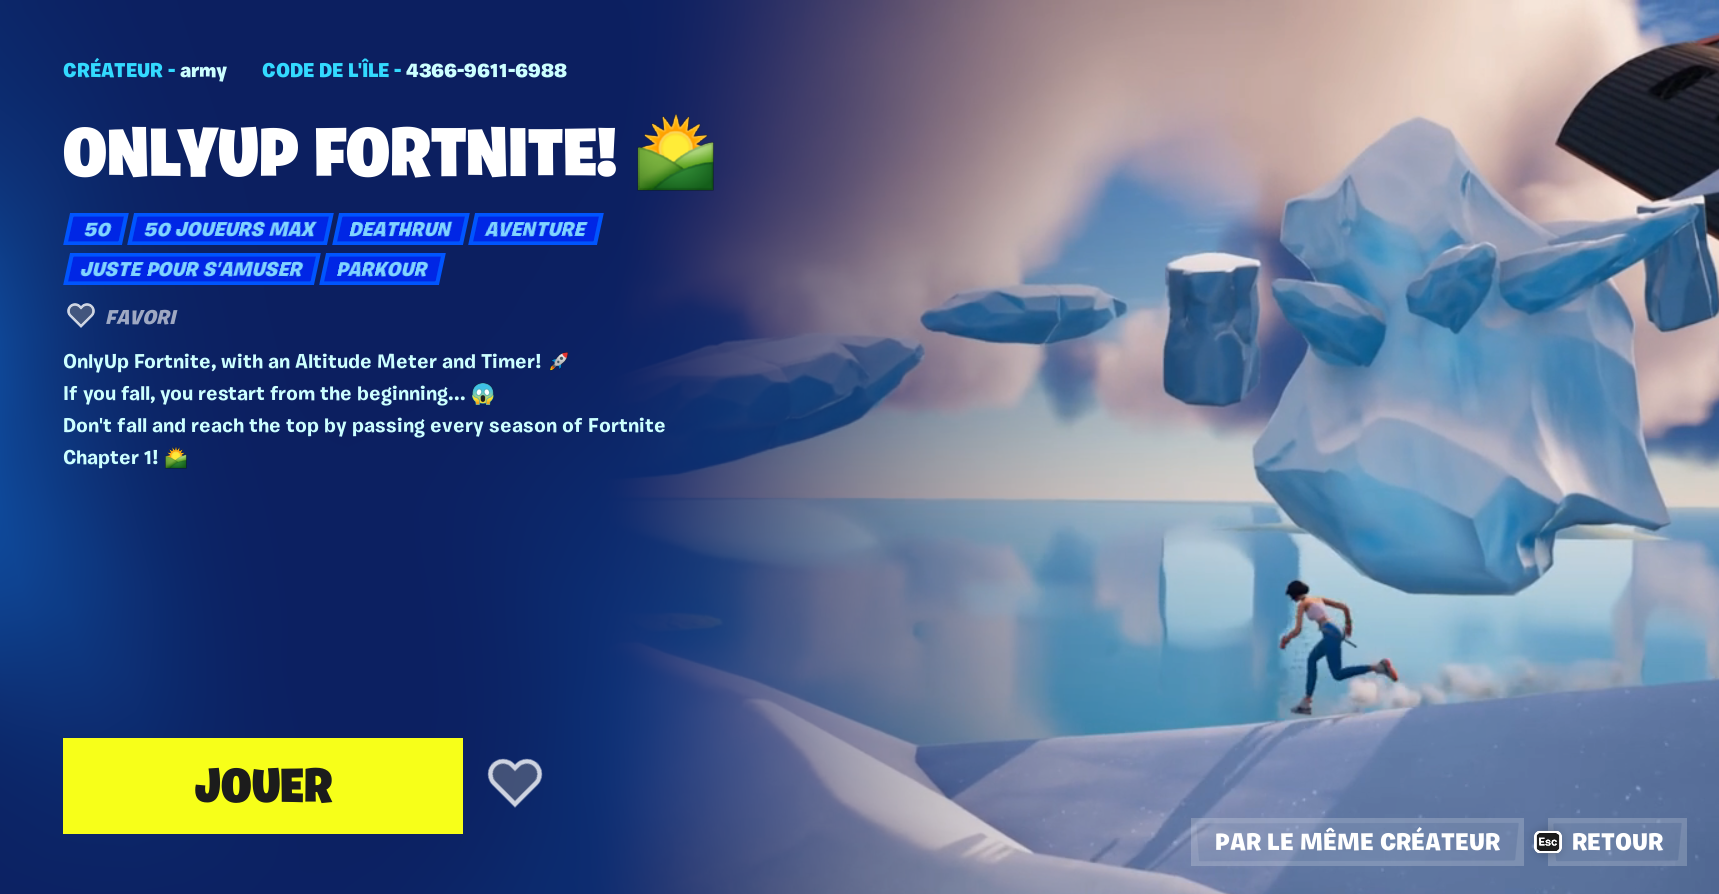 CRÉATEUR - army CODE DE L'ÎLE - 4366-9611-6988
ONLYUP FORTNITE! 🌄
50 50 JOUEURS MAX DEATHRUN AVENTURE
JUSTE POUR S'AMUSER PARKOUR
FAVORI
OnlyUp Fortnite, with an Altitude Meter and Timer! 🚀
If you fall, you restart from the beginning... 😱
Don't fall and reach the top by passing every season of Fortnite
Chapter 1! 🌄
JOUER
PAR LE MÊME CRÉATEUR Esc RETOUR